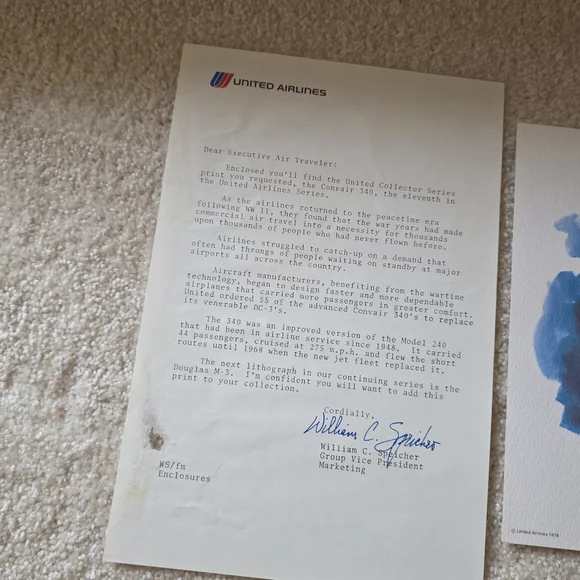 UNITED AIRLINES
Dear Executive Air Traveler:
Enclosed you'll find the United Collector Series
print you requested, the Convair 340, the eleventh in
the United Airlines Series.
As the airlines returned to the peacetime era
following WW II, they found that the war years had made
commercial air travel into a necessity for thousands
upon thousands of people who had never flown before.
Airlines struggled to catch-up on a demand that
often had throngs of people waiting on standby at major
airports all across the country.
Aircraft manufacturers, benefiting from the wartime
technology, began to design faster and more dependable
airplanes that carried more passengers in greater comfort.
United ordered 55 of the advanced Convair 340's to replace
its venerable DC-3's.
The 340 was an improved version of the Model 240
that had been in airline service since 1948. It carried
44 passengers, cruised at 275 m.p.h. and flew the short
routes until 1968 when the new jet fleet replaced it.
The next lithograph in our continuing series is the
Douglas M-3. I'm confident you will want to add this
print to your collection.
Cordially,
William C. Speicher
William C. Speicher
Group Vice President
Marketing
WS/fm
Enclosures
© United Airlines 1978